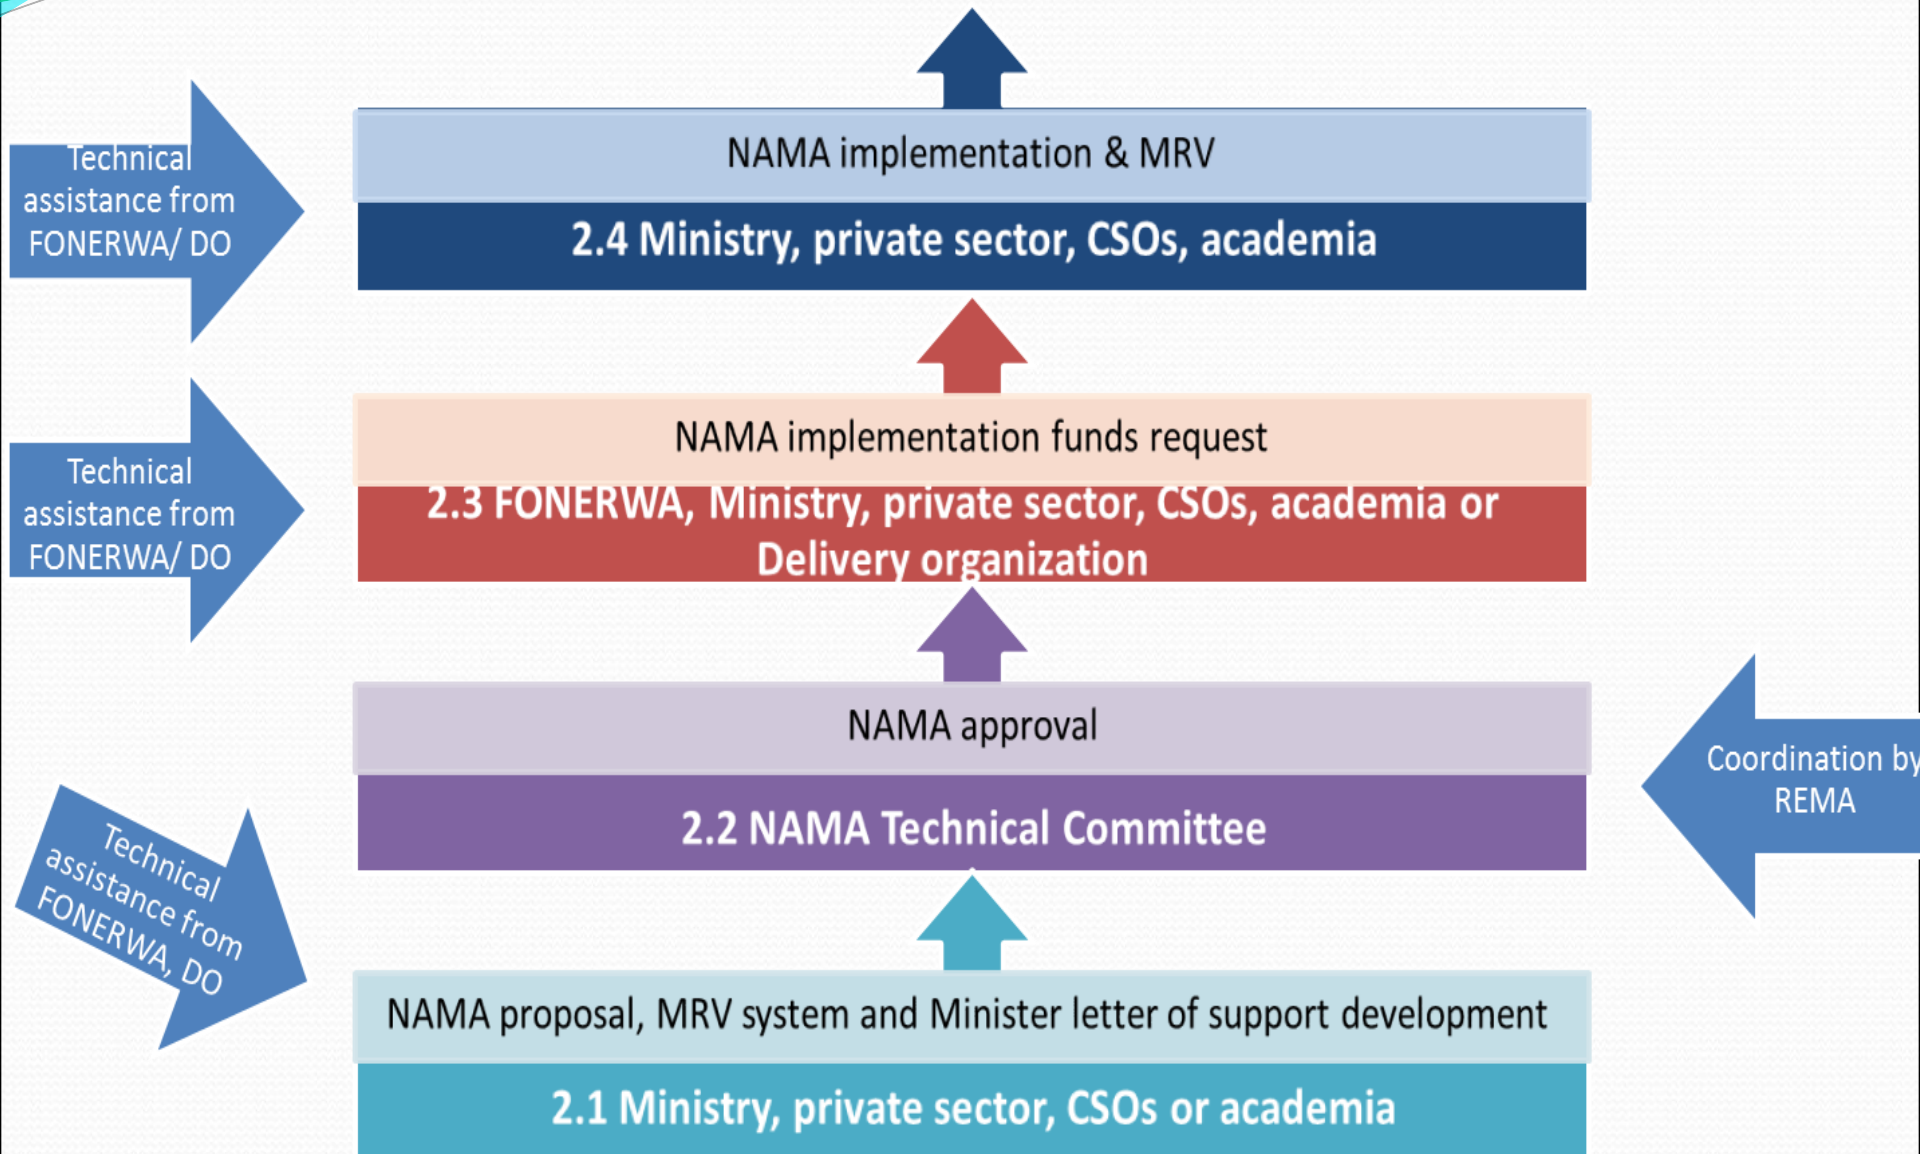 Technical
assistance from
FONERWA/ DO
NAMA implementation & MRV
2.4 Ministry, private sector, CSOs, academia
Technical
assistance from
FONERWA/ DO
NAMA implementation funds request
2.3 FONERWA, Ministry, private sector, CSOs, academia or
Delivery organization
NAMA approval
2.2 NAMA Technical Committee
Coordination by
REMA
Technical
assistance from
FONERWA, DO
NAMA proposal, MRV system and Minister letter of support development
2.1 Ministry, private sector, CSOs or academia